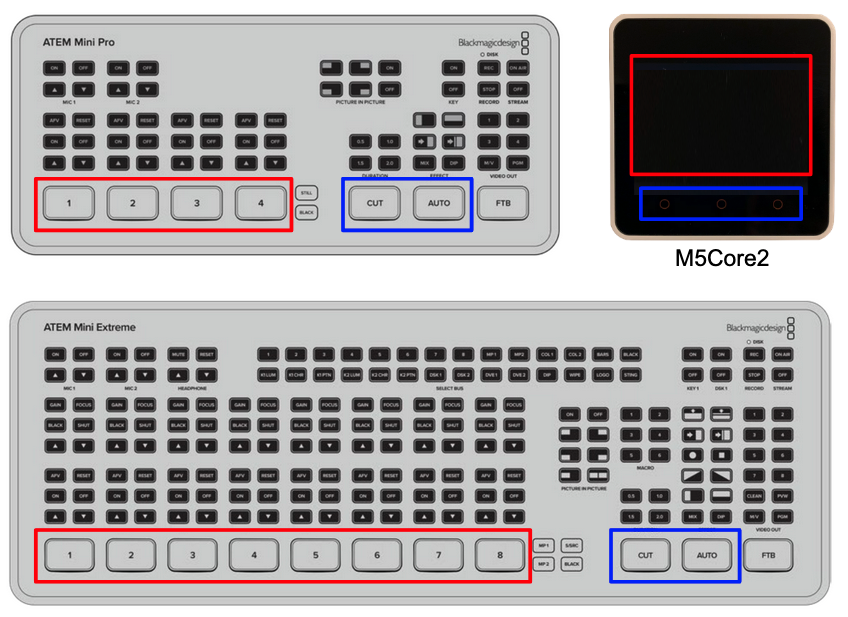 ATEM Mini Pro
Blackmagicdesign
DISK
ON OFF ON OFF ON ON REC ON AIR
OFF OFF STOP OFF
MIC 1 MIC 2 PICTURE IN PICTURE KEY RECORD STREAM
AFV RESET AFV RESET AFV RESET AFV RESET 1 2
ON OFF ON OFF ON OFF ON OFF 0.5 1.0 3 4
1.5 2.0 MIX DIP M/V PGM
DURATION EFFECT VIDEO OUT
1 2 3 4 STILL CUT AUTO FTB
BLACK
M5Core2
ATEM Mini Extreme
Blackmagicdesign
DISK
ON OFF ON OFF MUTE RESET 1 2 3 4 5 6 7 8 MP1 MP2 COL 1 COL 2 BARS BLACK ON ON REC ON AIR
K1 LUM K1 CHR K1 PTN K2 LUM K2 CHR K2 PTN DSK 1 DSK 2 DVE 1 DVE 2 DIP WIPE LOGO STING OFF OFF STOP OFF
MIC 1 MIC 2 HEADPHONE SELECT BUS KEY 1 DSK 1 RECORD STREAM
GAIN FOCUS GAIN FOCUS GAIN FOCUS GAIN FOCUS GAIN FOCUS GAIN FOCUS GAIN FOCUS GAIN FOCUS ON OFF 1 2 1 2
BLACK SHUT BLACK SHUT BLACK SHUT BLACK SHUT BLACK SHUT BLACK SHUT BLACK SHUT BLACK SHUT 3 4 3 4
5 6 5 6
MACRO
AFV RESET AFV RESET AFV RESET AFV RESET AFV RESET AFV RESET AFV RESET AFV RESET 7 8
PICTURE IN PICTURE
ON OFF ON OFF ON OFF ON OFF ON OFF ON OFF ON OFF ON OFF 0.5 1.0 CLEAN PVW
1.5 2.0 MIX DIP M/V PGM
VIDEO OUT
1 2 3 4 5 6 7 8 MP 1 S/SRC CUT AUTO FTB
MP 2 BLACK